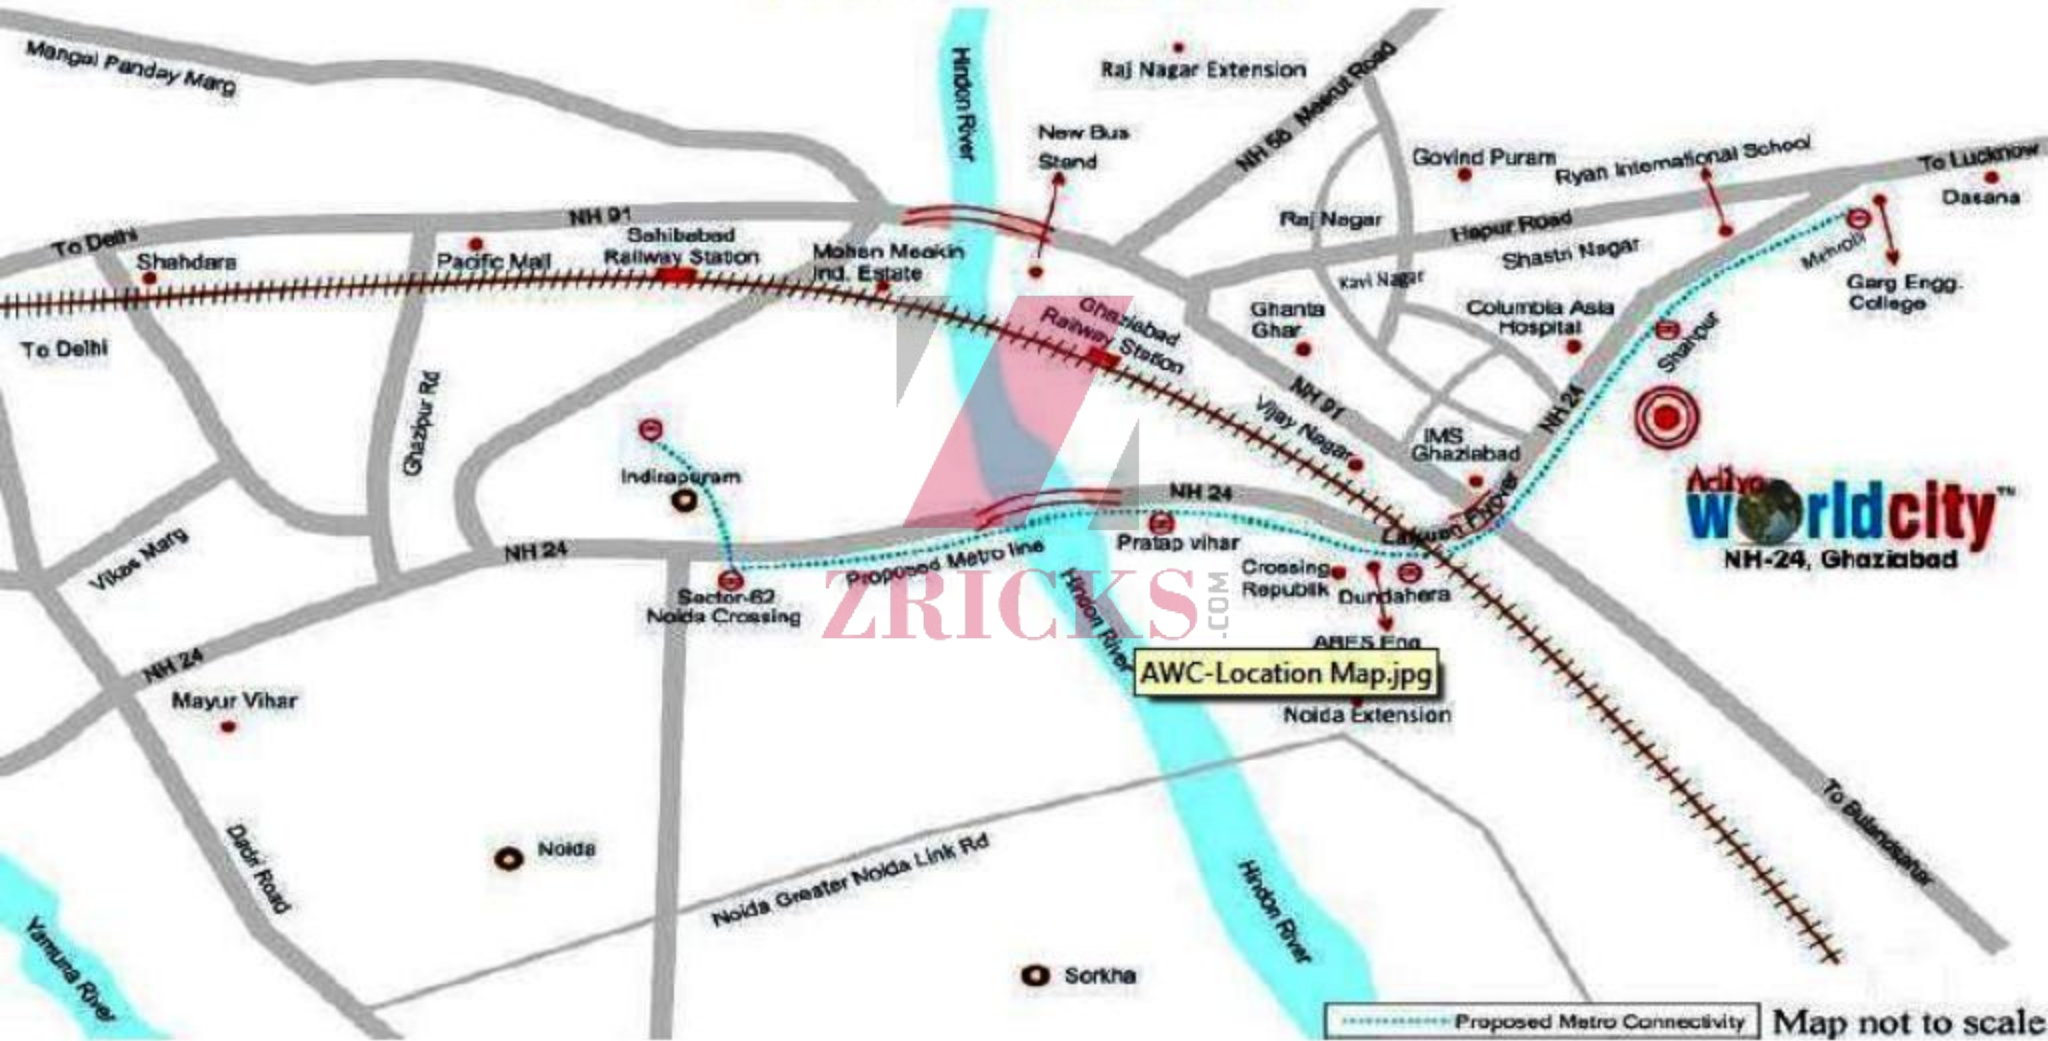 Mangal Panday Marg
Hindon River
Raj Nagar Extension
New Bus
Stand
NH 58 Meerut Road
Govind Puram
Ryan International School
To Lucknow
Dasana
To Delhi
NH 91
Shahdara
Pacific Mall
Sahibabad
Railway Station
Mohan Meakin
Ind. Estate
Raj Nagar
Hapur Road
Shastri Nagar
Kavi Nagar
Garg Engg.
College
To Delhi
Ghaziabad
Railway Station
Ghanta
Ghar
Columbia Asia
Hospital
Shahpur
Ghazipur Rd
NH 91
Vijay Nagar
NH 24
IMS
Ghaziabad
Aditya
worldcity™
NH-24, Ghaziabad
Indirapuram
NH 24
Flyover
Vikas Marg
NH 24
Proposed Metro line
Pratap vihar
Crossing
Republik
Dundahera
Sector-62
Noida Crossing
ZRICKS
.COM
Hindon River
ABES Eng
AWC-Location Map.jpg
NH 24
Mayur Vihar
Noida Extension
To Bulandsahar
Dadri Road
Noida
Noida Greater Noida Link Rd
Hindon River
Yamuna River
Sorkha
Proposed Metro Connectivity
Map not to scale